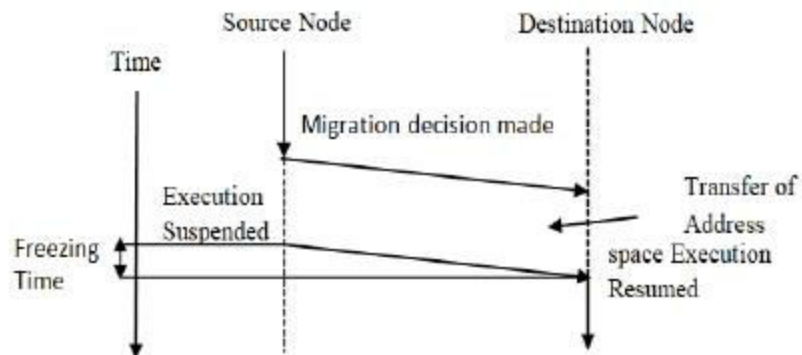 Source Node
Destination Node
Time
Migration decision made
Execution
Suspended
Transfer of
Address
space Execution
Resumed
Freezing
Time